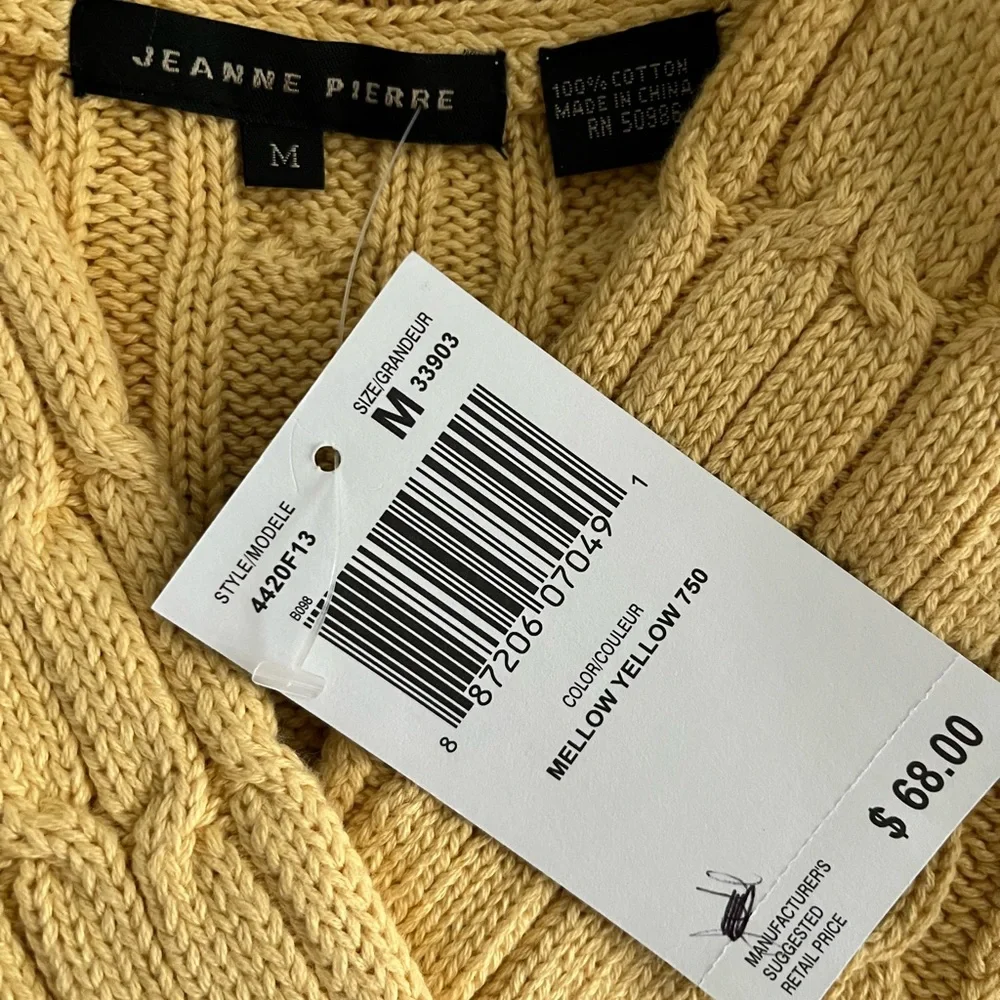 JEANNE PIERRE
M
100% COTTON
MADE IN CHINA
RN 50986
SIZE/GRANDEUR
M 33903
STYLE/MODELE
4420F13
B098
8 87206 07049 1
COLOR/COULEUR
MELLOW YELLOW 750
$ 68.00
MANUFACTURER'S
SUGGESTED
RETAIL PRICE